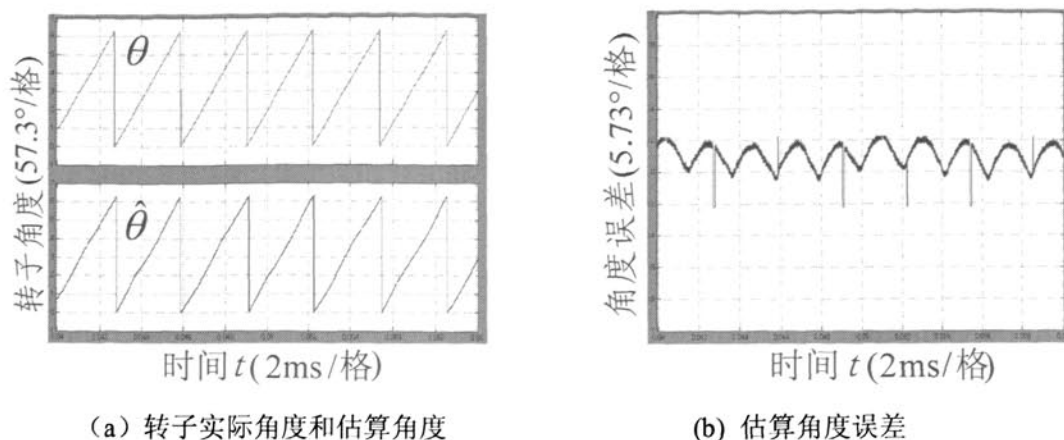 转子角度(57.3°/格)
θ
θ̂
时间 t(2ms/格)
(a) 转子实际角度和估算角度
角度误差(5.73°/格)
时间 t(2ms/格)
(b) 估算角度误差